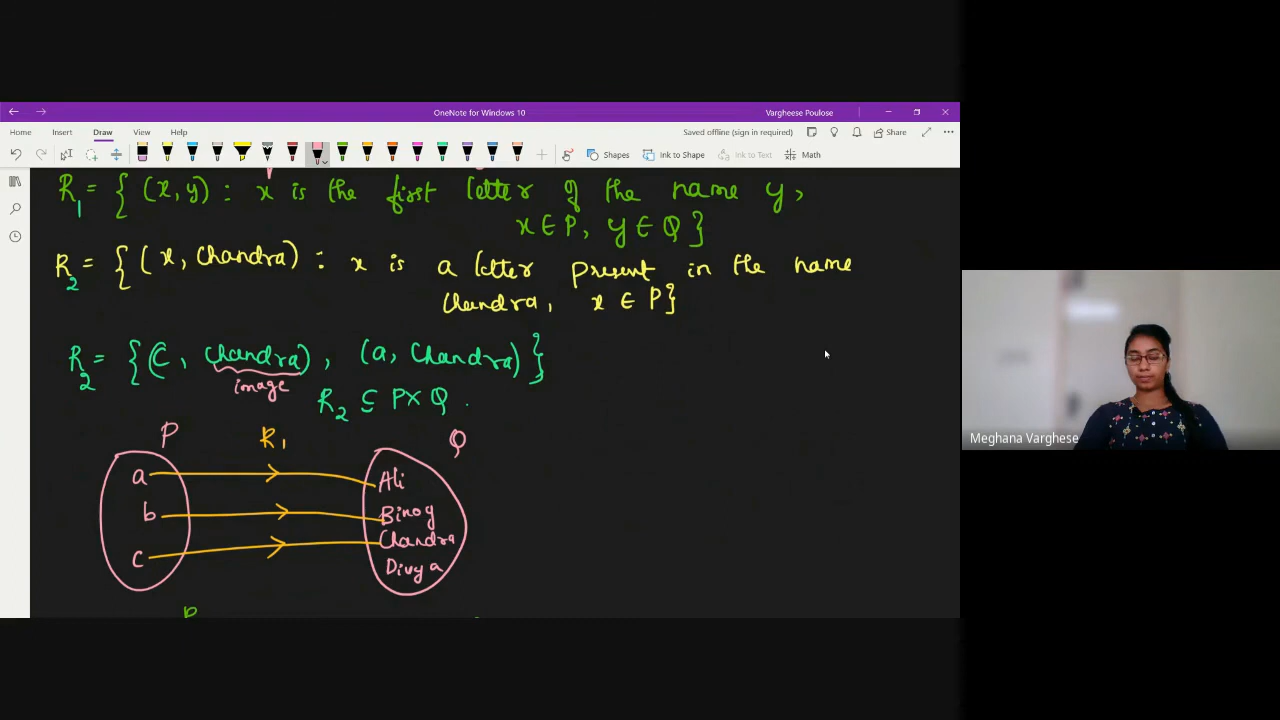 OneNote for Windows 10
Vargheese Poulose
Home Insert Draw View Help
Saved offline (sign in required) Share
Shapes Ink to Shape Ink to Text Math
R1 = { (x, y) : x is the first letter of the name y,
x ∈ P, y ∈ Q }
R2 = { (x, Chandra) : x is a letter present in the name
Chandra, x ∈ P}
R2 = { (C, Chandra), (a, Chandra) }
image
R2 ⊆ P X Q .
P R1 Q
a Ali
b Binoy
c Chandra
Divya
Meghana Varghese